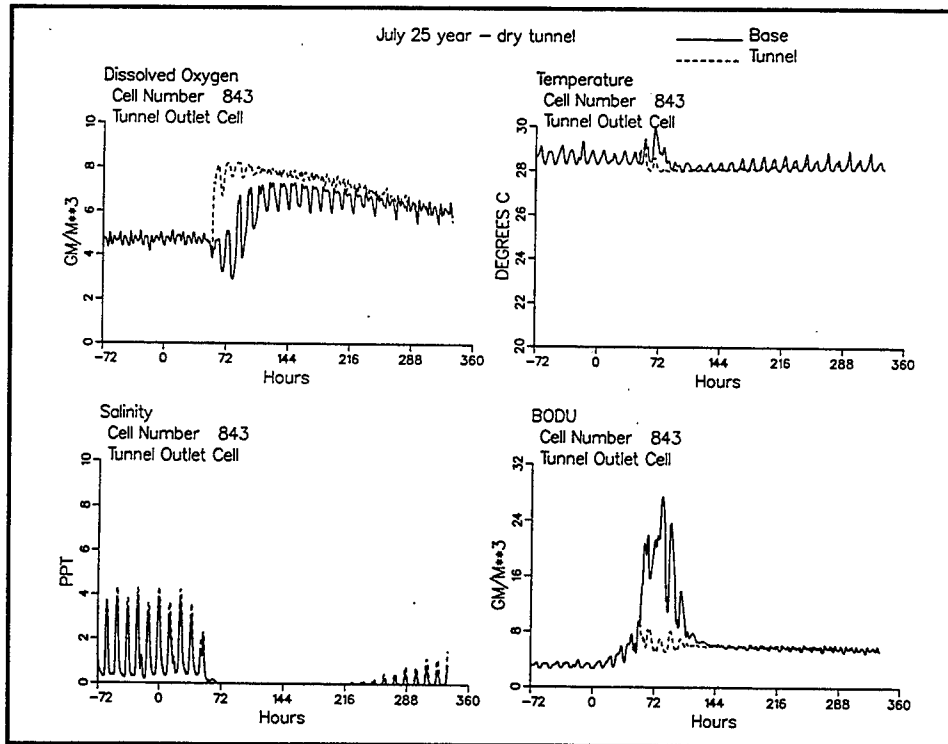 July 25 year – dry tunnel
Base
Tunnel
Dissolved Oxygen
Cell Number 843
Tunnel Outlet Cell
10
8
6
4
2
0
GM/M**3
-72 0 72 144 216 288 360
Hours
Temperature
Cell Number 843
Tunnel Outlet Cell
30
28
26
24
22
20
DEGREES C
-72 0 72 144 216 288 360
Hours
Salinity
Cell Number 843
Tunnel Outlet Cell
10
8
6
4
2
0
PPT
-72 0 72 144 216 288 360
Hours
BODU
Cell Number 843
Tunnel Outlet Cell
32
24
16
8
0
GM/M**3
-72 0 72 144 216 288 360
Hours